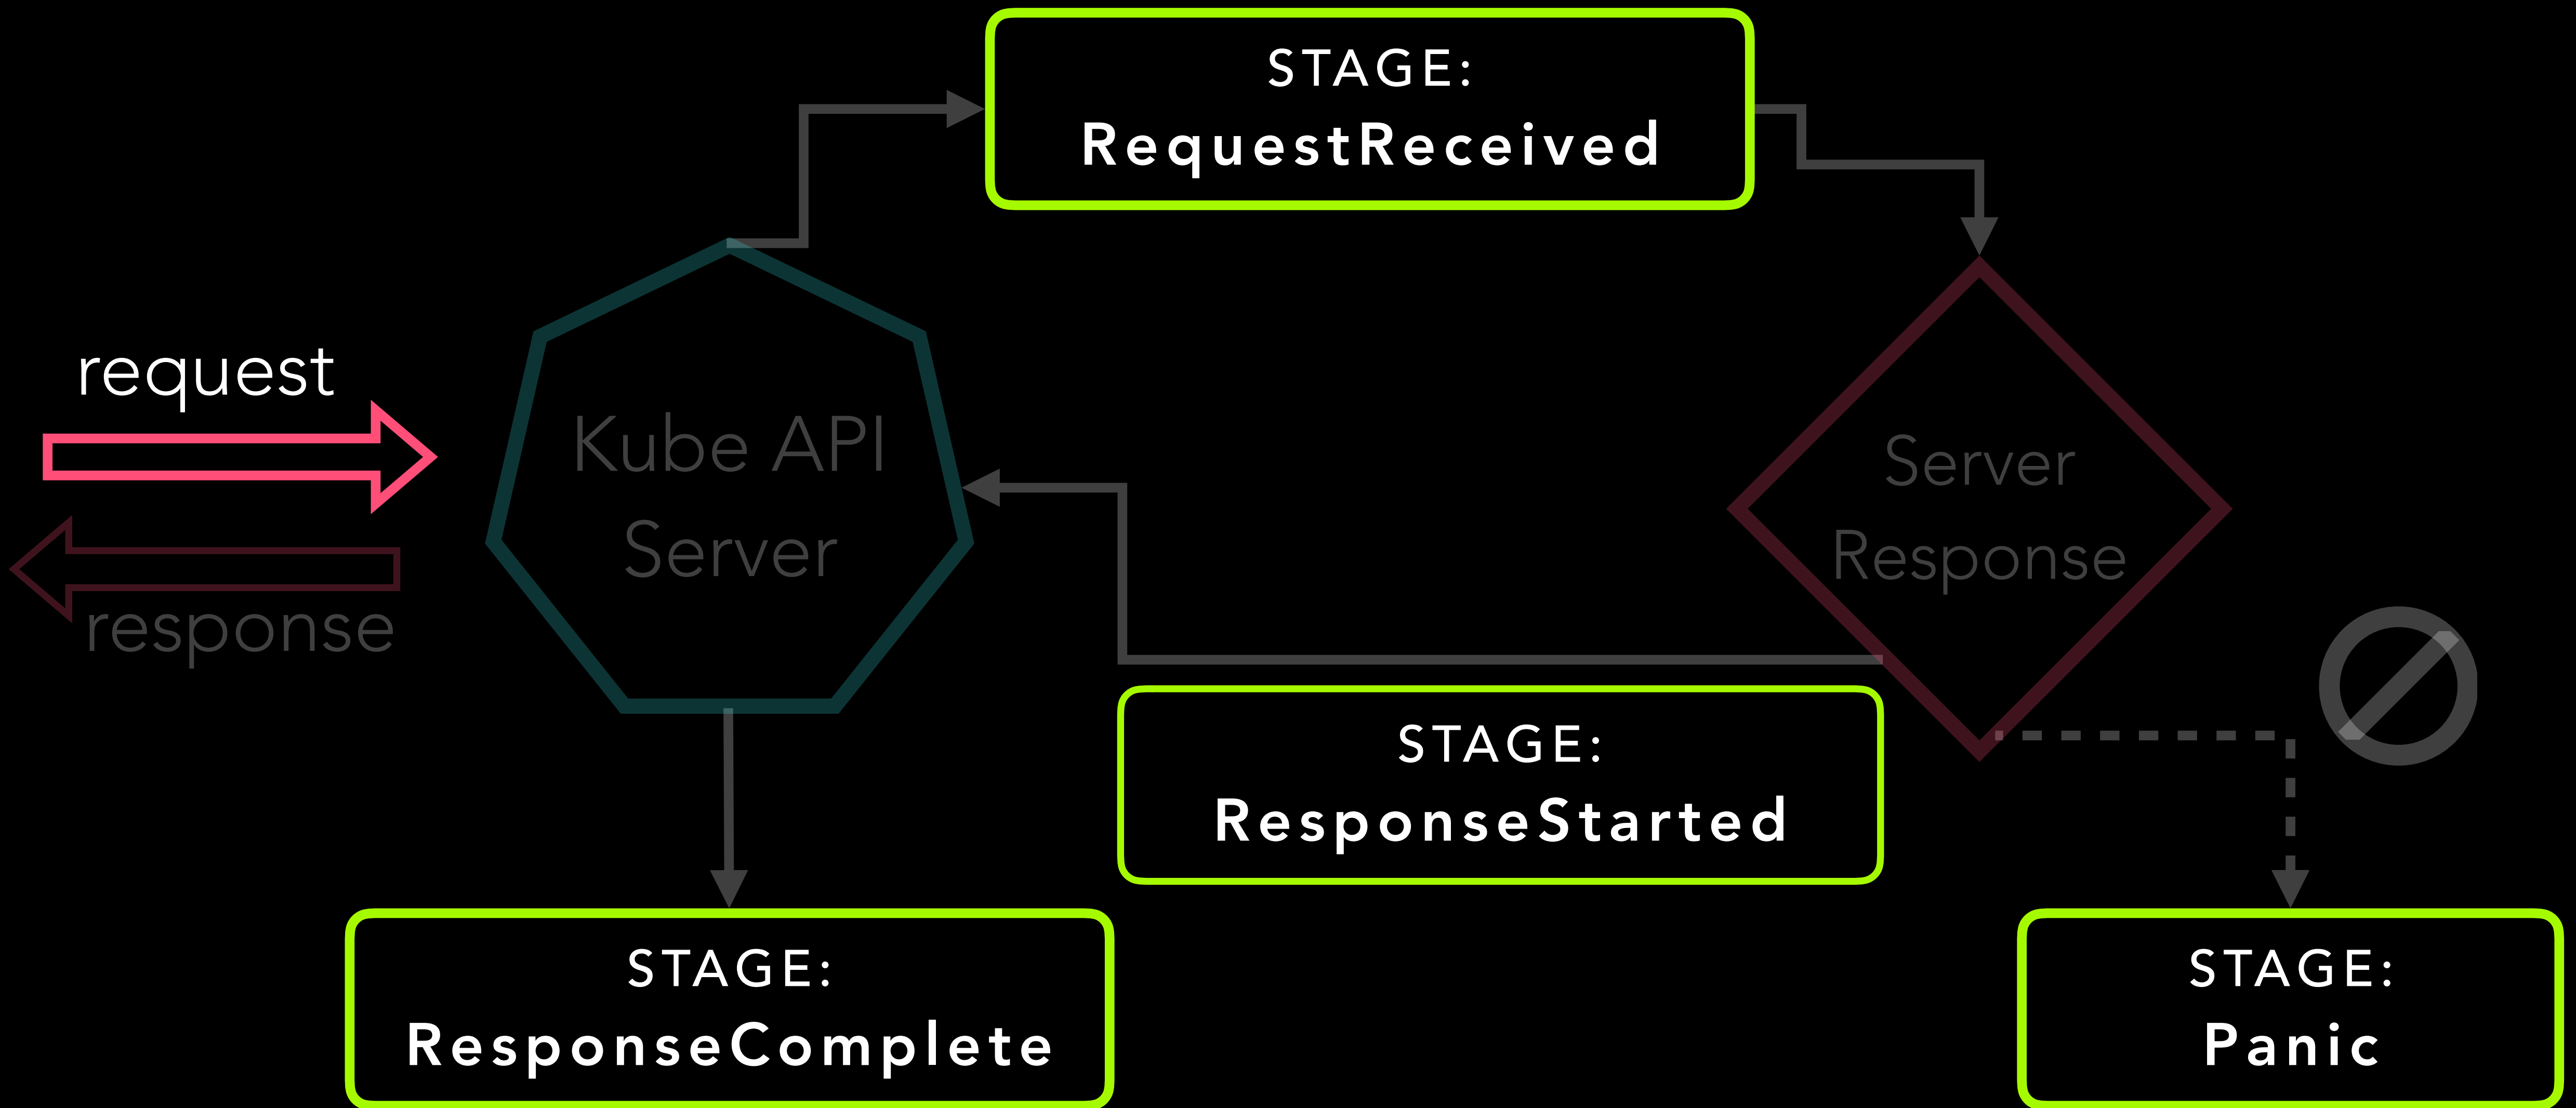 STAGE:
RequestReceived
request
Kube API
Server
response
Server
Response
STAGE:
ResponseStarted
STAGE:
ResponseComplete
STAGE:
Panic